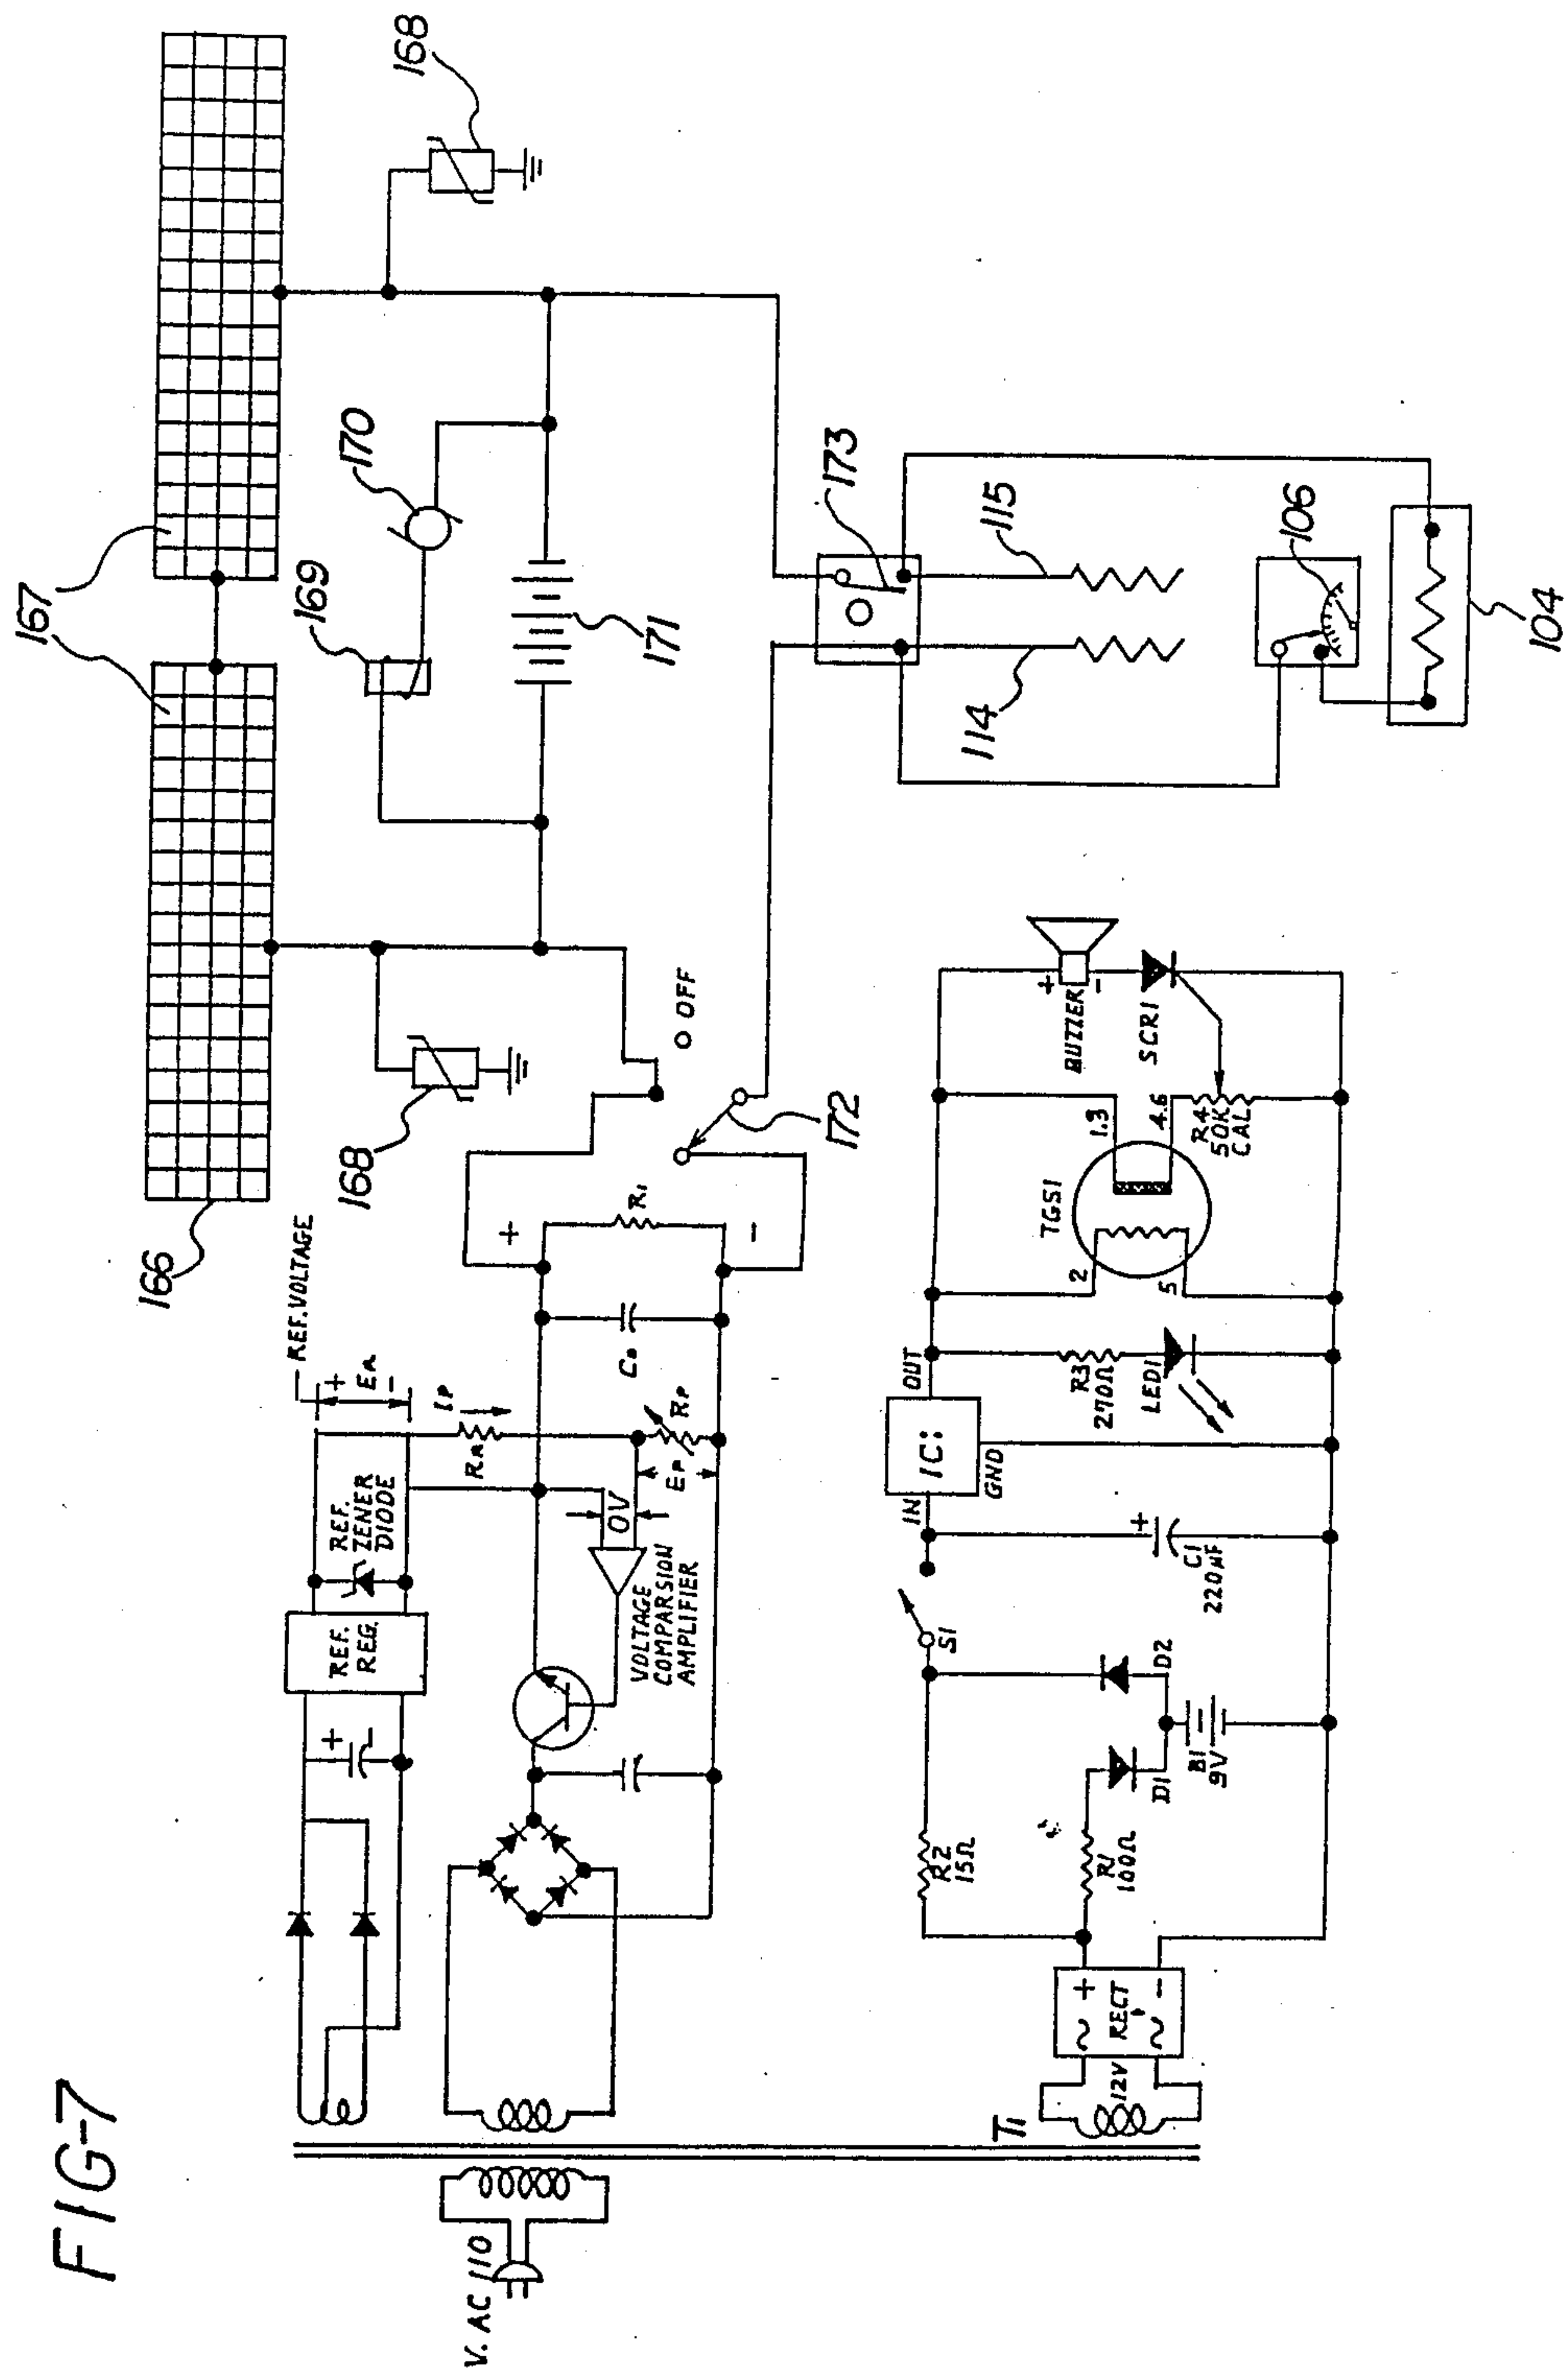 FIG-7
V. AC 110
REF. VOLTAGE
+
ER
-
REF.
REG.
REF.
ZENER
DIODE
+
-
IP
RR
RP
EP
0V
VOLTAGE
COMPARSION
AMPLIFIER
Co
R1
+
-
166
167
168
168
169
170
171
172
OFF
173
114
115
106
104
T1
12V
~ +
RECT
~ -
R2
15Ω
R1
100Ω
D1
D2
B1
9V
S1
C1
220µF
+
IN
IC:
OUT
GND
R3
270Ω
LED1
TGS1
2
5
1.3
4.6
R4
50K
CAL
BUZZER
+
-
SCR1